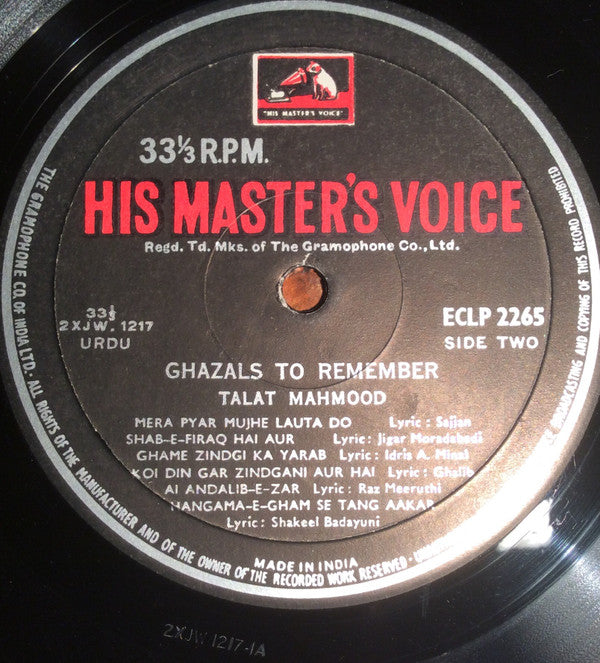 "HIS MASTER'S VOICE"
33⅓ R.P.M.
HIS MASTER'S VOICE
Regd. Td. Mks. of The Gramophone Co., Ltd.
33⅓
2XJW. 1217
URDU
ECLP 2265
SIDE TWO
GHAZALS TO REMEMBER
TALAT MAHMOOD
MERA PYAR MUJHE LAUTA DO Lyric : Sajjan
SHAB-E-FIRAQ HAI AUR Lyric: Jigar Moradabadi
GHAME ZINDGI KA YARAB Lyric: Idris A. Minai
KOI DIN GAR ZINDGANI AUR HAI Lyric: Ghalib
AI ANDALIB-E-ZAR Lyric: Raz Meeruthi
HANGAMA-E-GHAM SE TANG AAKAR
Lyric: Shakeel Badayuni
MADE IN INDIA
THE GRAMOPHONE CO. OF INDIA LTD. - ALL RIGHTS OF THE MANUFACTURER AND OF THE OWNER OF THE RECORDED WORK RESERVED - BROADCASTING AND COPYING OF THIS RECORD PROHIBITED
2XJW 1217-1A